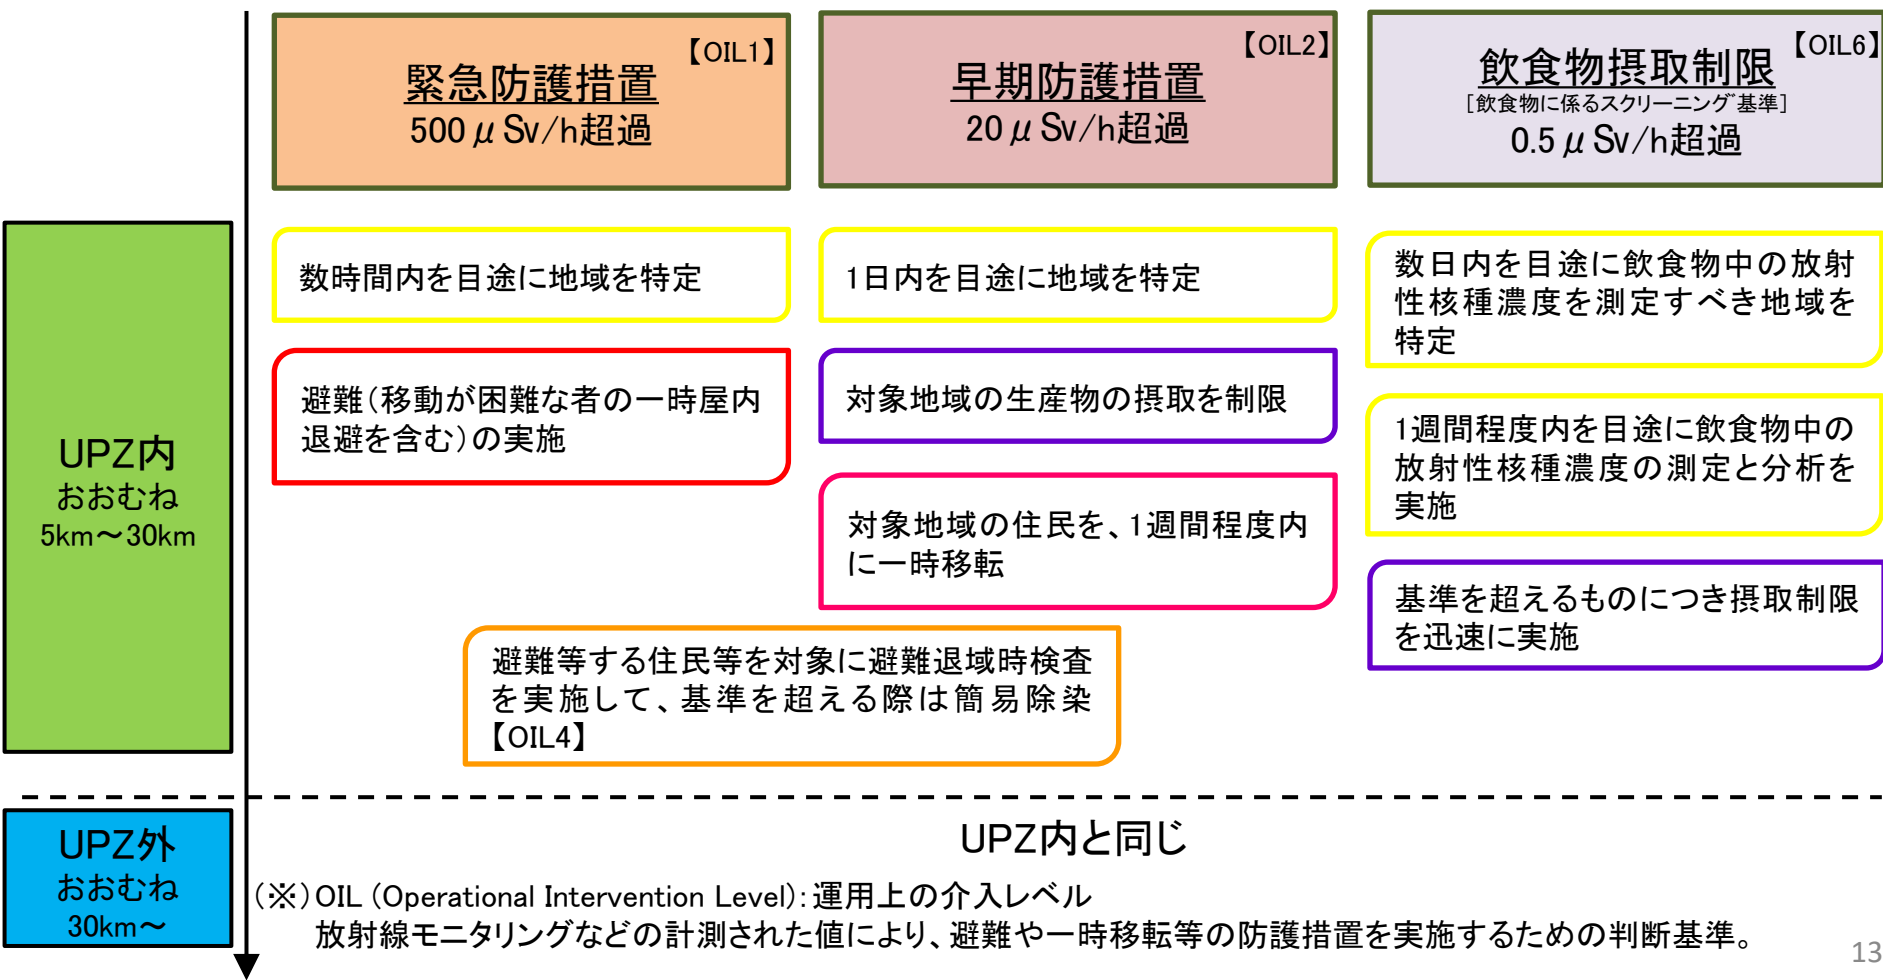 【OIL1】
緊急防護措置
500μSv/h超過
【OIL2】
早期防護措置
20μSv/h超過
【OIL6】
飲食物摂取制限
[飲食物に係るスクリーニング基準]
0.5μSv/h超過
UPZ内
おおむね
5km～30km
数時間内を目途に地域を特定
避難（移動が困難な者の一時屋内
退避を含む）の実施
1日内を目途に地域を特定
対象地域の生産物の摂取を制限
対象地域の住民を、1週間程度内
に一時移転
数日内を目途に飲食物中の放射
性核種濃度を測定すべき地域を
特定
1週間程度内を目途に飲食物中の
放射性核種濃度の測定と分析を
実施
基準を超えるものにつき摂取制限
を迅速に実施
避難等する住民等を対象に避難退域時検査
を実施して、基準を超える際は簡易除染
【OIL4】
UPZ外
おおむね
30km～
UPZ内と同じ
（※）OIL（Operational Intervention Level）：運用上の介入レベル
放射線モニタリングなどの計測された値により、避難や一時移転等の防護措置を実施するための判断基準。
13